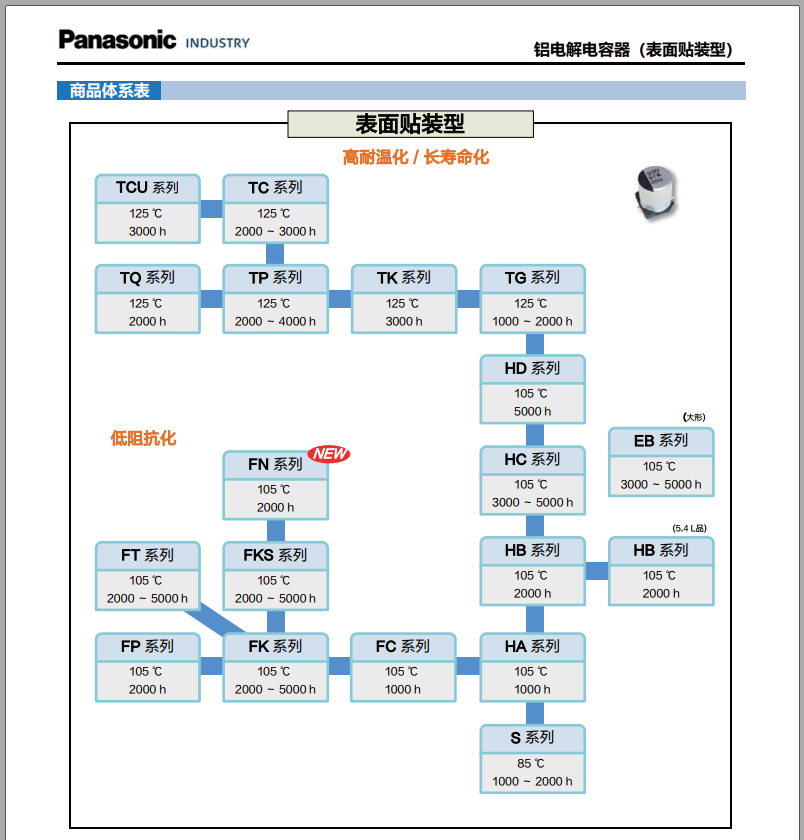 Panasonic INDUSTRY
铝电解电容器（表面贴装型）
商品体系表
表面贴装型
高耐温化 / 长寿命化
TCU 系列
125 ℃
3000 h
TC 系列
125 ℃
2000 ~ 3000 h
TQ 系列
125 ℃
2000 h
TP 系列
125 ℃
2000 ~ 4000 h
TK 系列
125 ℃
3000 h
TG 系列
125 ℃
1000 ~ 2000 h
HD 系列
105 ℃
5000 h
(大形)
EB 系列
105 ℃
3000 ~ 5000 h
低阻抗化
NEW
FN 系列
105 ℃
2000 h
HC 系列
105 ℃
3000 ~ 5000 h
FT 系列
105 ℃
2000 ~ 5000 h
FKS 系列
105 ℃
2000 ~ 5000 h
HB 系列
105 ℃
2000 h
(5.4 L品)
HB 系列
105 ℃
2000 h
FP 系列
105 ℃
2000 h
FK 系列
105 ℃
2000 ~ 5000 h
FC 系列
105 ℃
1000 h
HA 系列
105 ℃
1000 h
S 系列
85 ℃
1000 ~ 2000 h